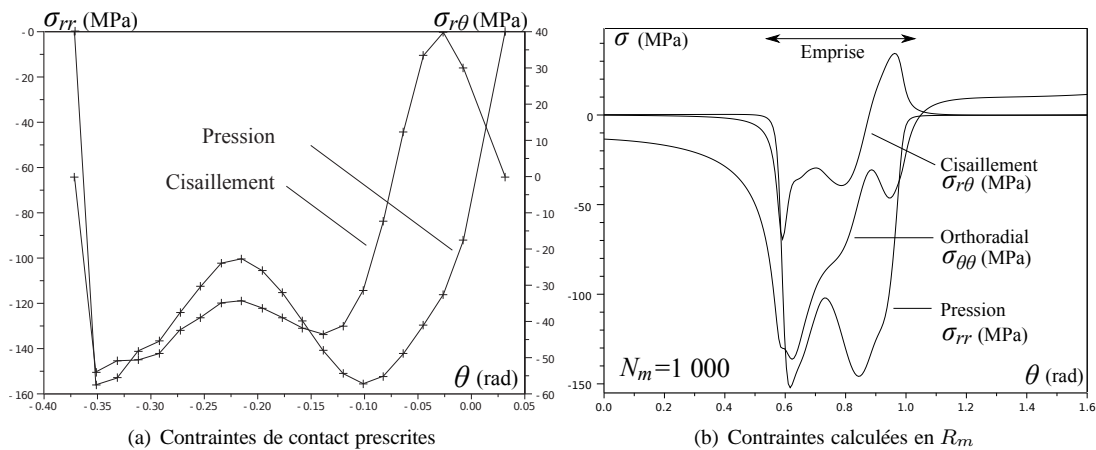 σrr (MPa)
σrθ (MPa)
- 0
- 20
- 40
- 60
- 80
-100
-120
-140
-160
40
30
20
10
0
-10
-20
-30
-40
-50
-60
Pression
Cisaillement
θ (rad)
-0.40 -0.35 -0.30 -0.25 -0.20 -0.15 -0.10 -0.05 0.00 0.05
(a) Contraintes de contact prescrites
σ (MPa)
Emprise
0
-50
-100
-150
Cisaillement
σrθ (MPa)
Orthoradial
σθθ (MPa)
Pression
σrr (MPa)
Nm=1 000
θ (rad)
0.0 0.2 0.4 0.6 0.8 1.0 1.2 1.4 1.6
(b) Contraintes calculées en Rm